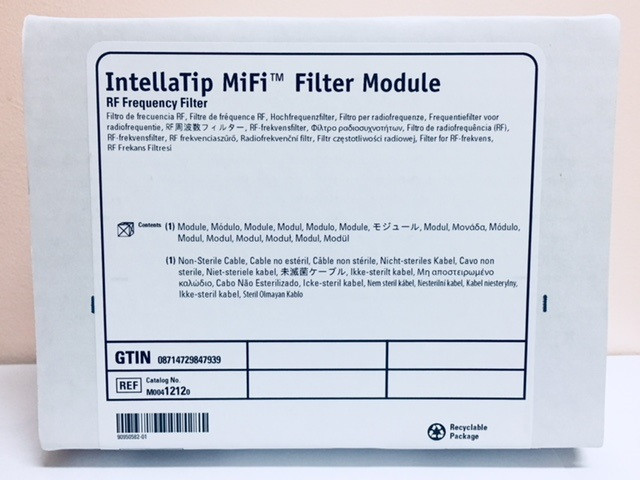 IntellaTip MiFi™ Filter Module
RF Frequency Filter
Filtro de frecuencia RF, Filtre de fréquence RF, Hochfrequenzfilter, Filtro per radiofrequenze, Frequentiefilter voor
radiofrequentie, RF周波数フィルター, RF-frekvensfilter, Φίλτρο ραδιοσυχνοτήτων, Filtro de radiofrequência (RF),
RF-frekvensfilter, RF frekvenciaszűrő, Radiofrekvenční filtr, Filtr częstotliwości radiowej, Filter for RF-frekvens,
RF Frekans Filtresi
Contents (1) Module, Módulo, Module, Modul, Modulo, Module, モジュール, Modul, Μονάδα, Módulo,
Modul, Modul, Modul, Moduł, Modul, Modül
(1) Non-Sterile Cable, Cable no estéril, Câble non stérile, Nicht-steriles Kabel, Cavo non
sterile, Niet-steriele kabel, 未滅菌ケーブル, Ikke-sterilt kabel, Μη αποστειρωμένο
καλώδιο, Cabo Não Esterilizado, Icke-steril kabel, Nem steril kábel, Nesterilní kabel, Kabel niesterylny,
Ikke-steril kabel, Steril Olmayan Kablo
GTIN 08714729847939
REF Catalog No.
M00412120
90950582-01
Recyclable
Package